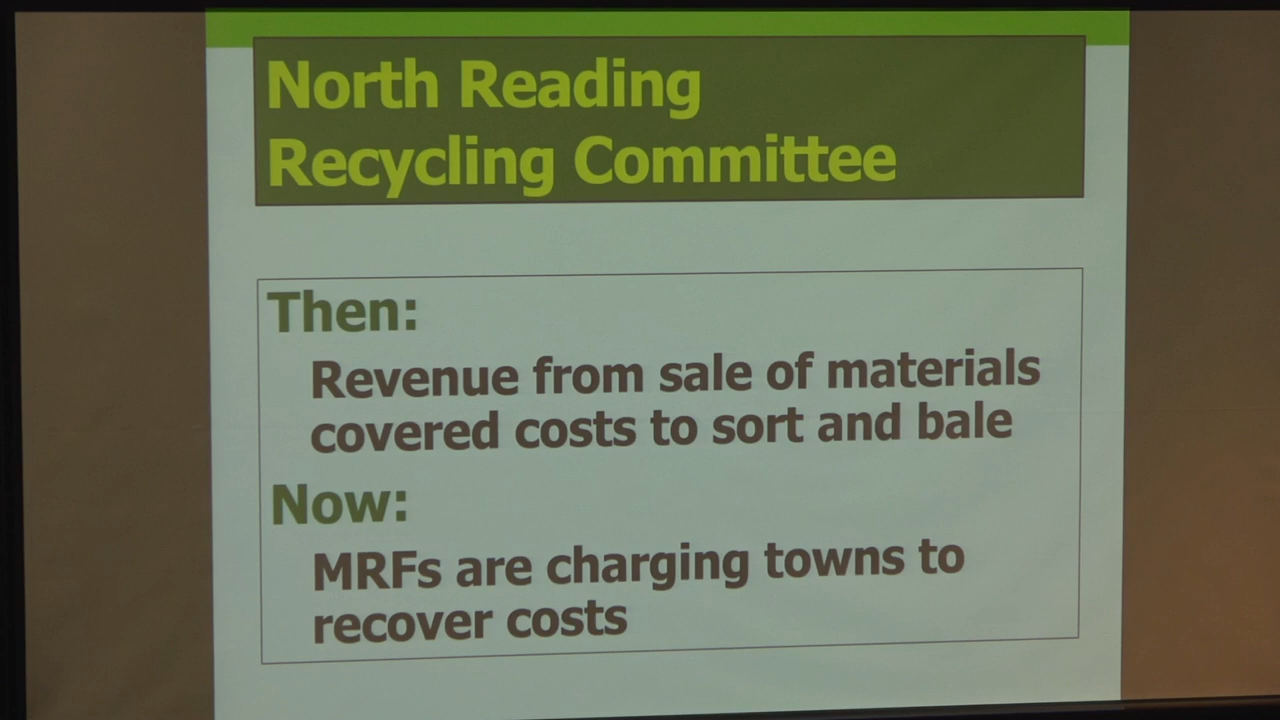 North Reading
Recycling Committee
Then:
Revenue from sale of materials
covered costs to sort and bale
Now:
MRFs are charging towns to
recover costs